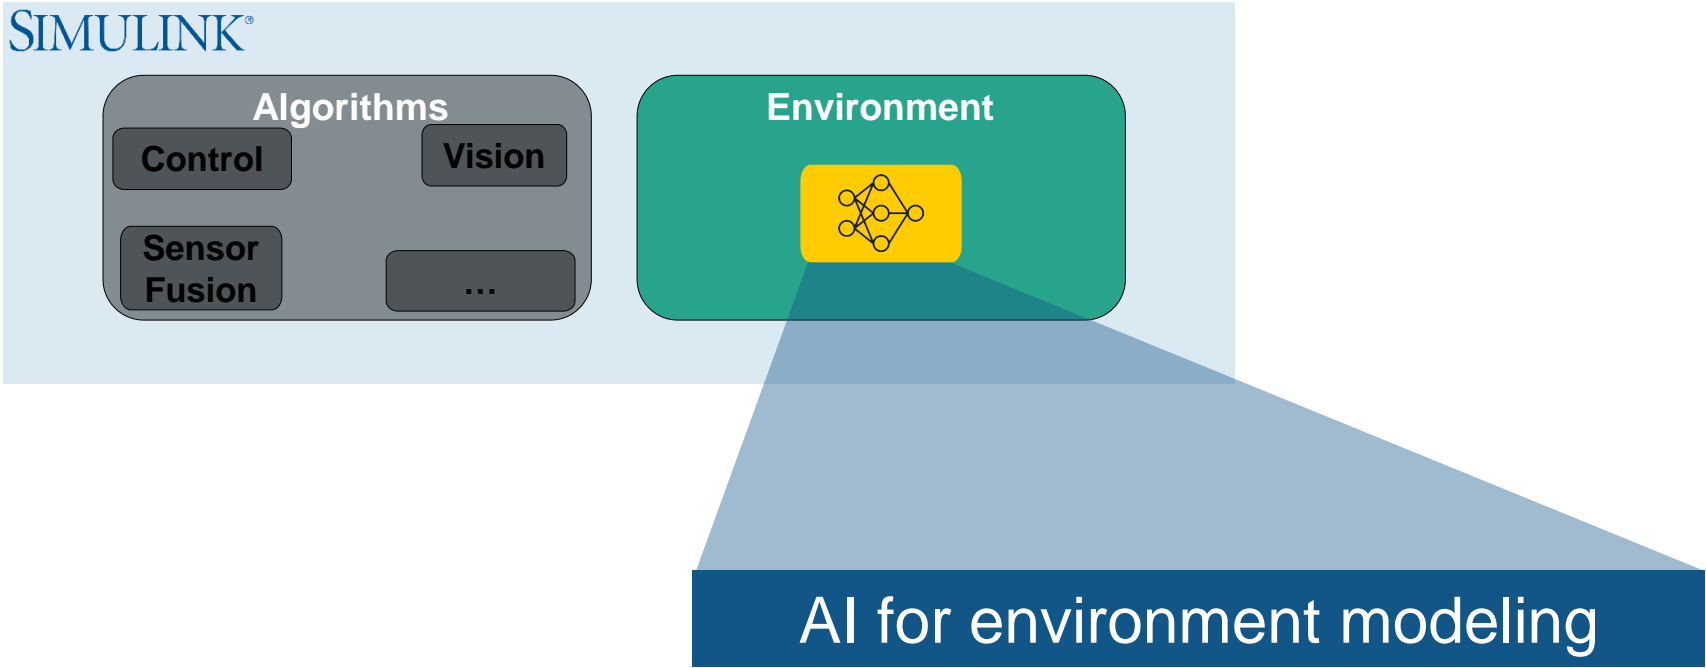 SIMULINK®
Algorithms
Control
Vision
Sensor
Fusion
...
Environment
AI for environment modeling